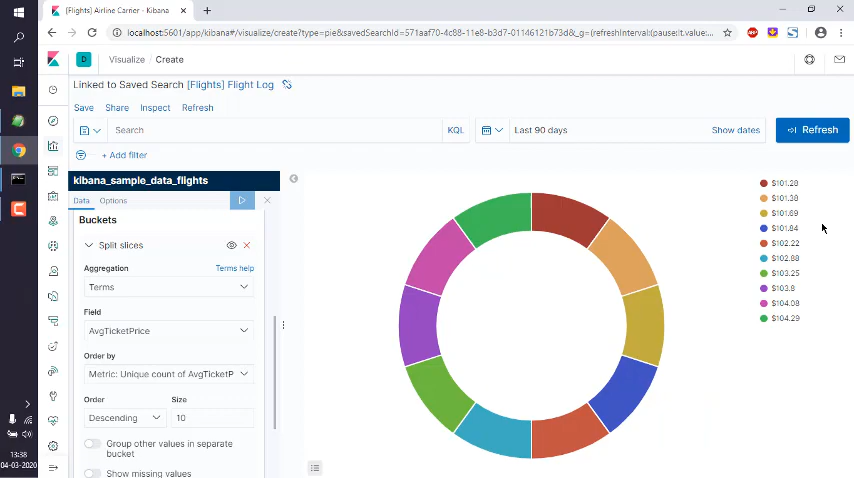 [Flights] Airline Carrier - Kibana
localhost:5601/app/kibana#/visualize/create?type=pie&savedSearchId=571aaf70-4c88-11e8-b3d7-01146121b73d&_g=(refreshInterval:(pause:!t,value:...
ABP
D
Visualize
Create
Linked to Saved Search [Flights] Flight Log
Save
Share
Inspect
Refresh
Search
KQL
Last 90 days
Show dates
Refresh
+ Add filter
kibana_sample_data_flights
Data
Options
Buckets
Split slices
Aggregation
Terms help
Terms
Field
AvgTicketPrice
Order by
Metric: Unique count of AvgTicketP
Order
Size
Descending
10
Group other values in separate
bucket
Show missing values
$101.28
$101.38
$101.69
$101.84
$102.22
$102.88
$103.25
$103.8
$104.08
$104.29
13:38
04-03-2020